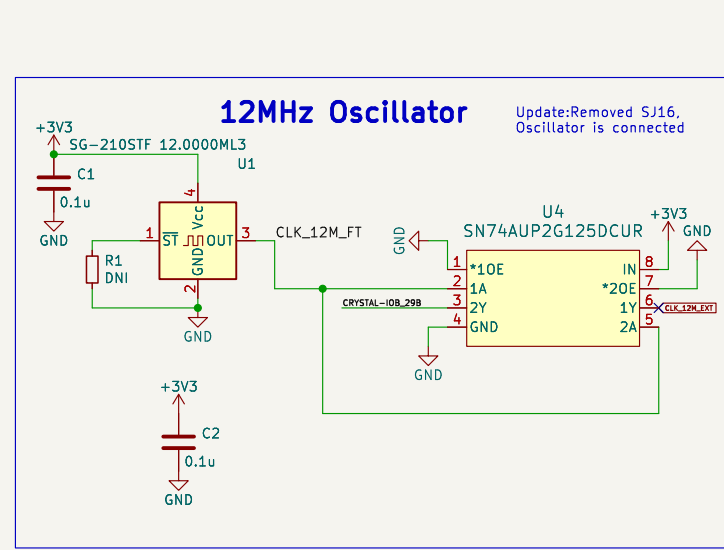 12MHz Oscillator
Update:Removed SJ16,
Oscillator is connected
+3V3
SG-210STF 12.0000ML3
U1
C1
0.1u
GND
4
Vcc
1
ST
OUT
3
GND
2
R1
DNI
GND
CLK_12M_FT
CRYSTAL-IOB_29B
U4
SN74AUP2G125DCUR
GND
+3V3
GND
1
*1OE
IN
8
2
1A
*2OE
7
3
2Y
1Y
6
CLK_12M_EXT
4
GND
2A
5
GND
+3V3
C2
0.1u
GND